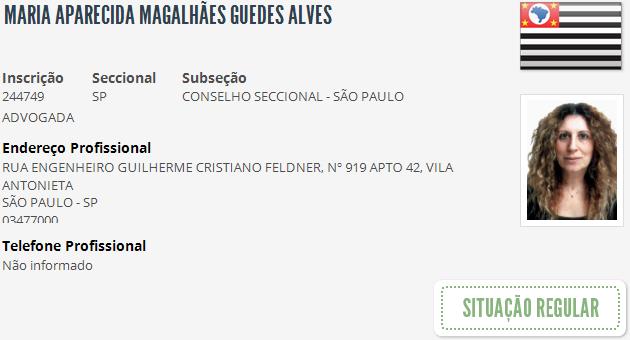 MARIA APARECIDA MAGALHÃES GUEDES ALVES
Inscrição Seccional Subseção
244749 SP CONSELHO SECCIONAL - SÃO PAULO
ADVOGADA
Endereço Profissional
RUA ENGENHEIRO GUILHERME CRISTIANO FELDNER, Nº 919 APTO 42, VILA
ANTONIETA
SÃO PAULO - SP
03477000
Telefone Profissional
Não informado
SITUAÇÃO REGULAR